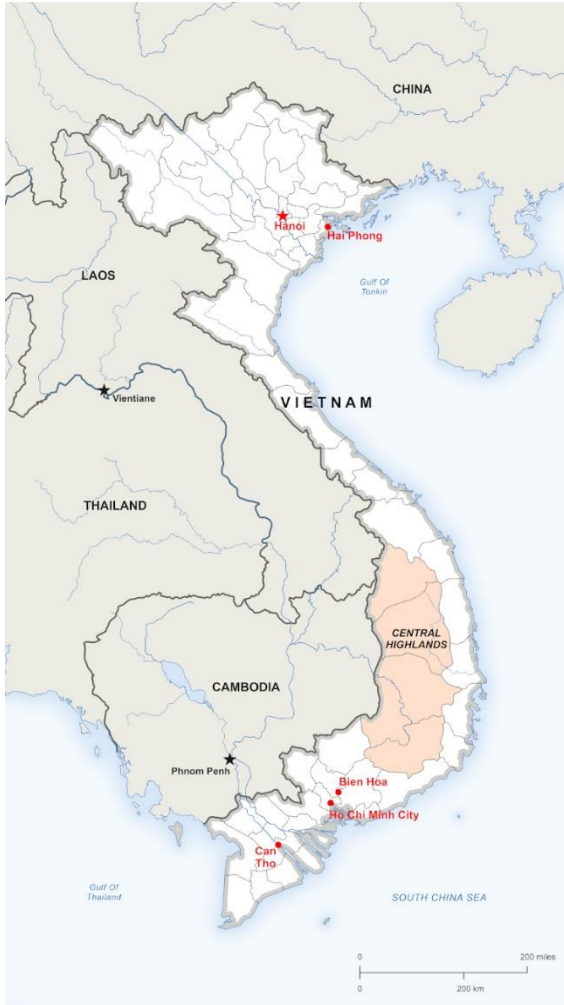 CHINA
Hanoi
Hai Phong
LAOS
Gulf Of
Tonkin
Vientiane
VIETNAM
THAILAND
CENTRAL
HIGHLANDS
CAMBODIA
Phnom Penh
Bien Hoa
Ho Chi Minh City
Can
Tho
Gulf Of
Thailand
SOUTH CHINA SEA
0 200 miles
0 200 km